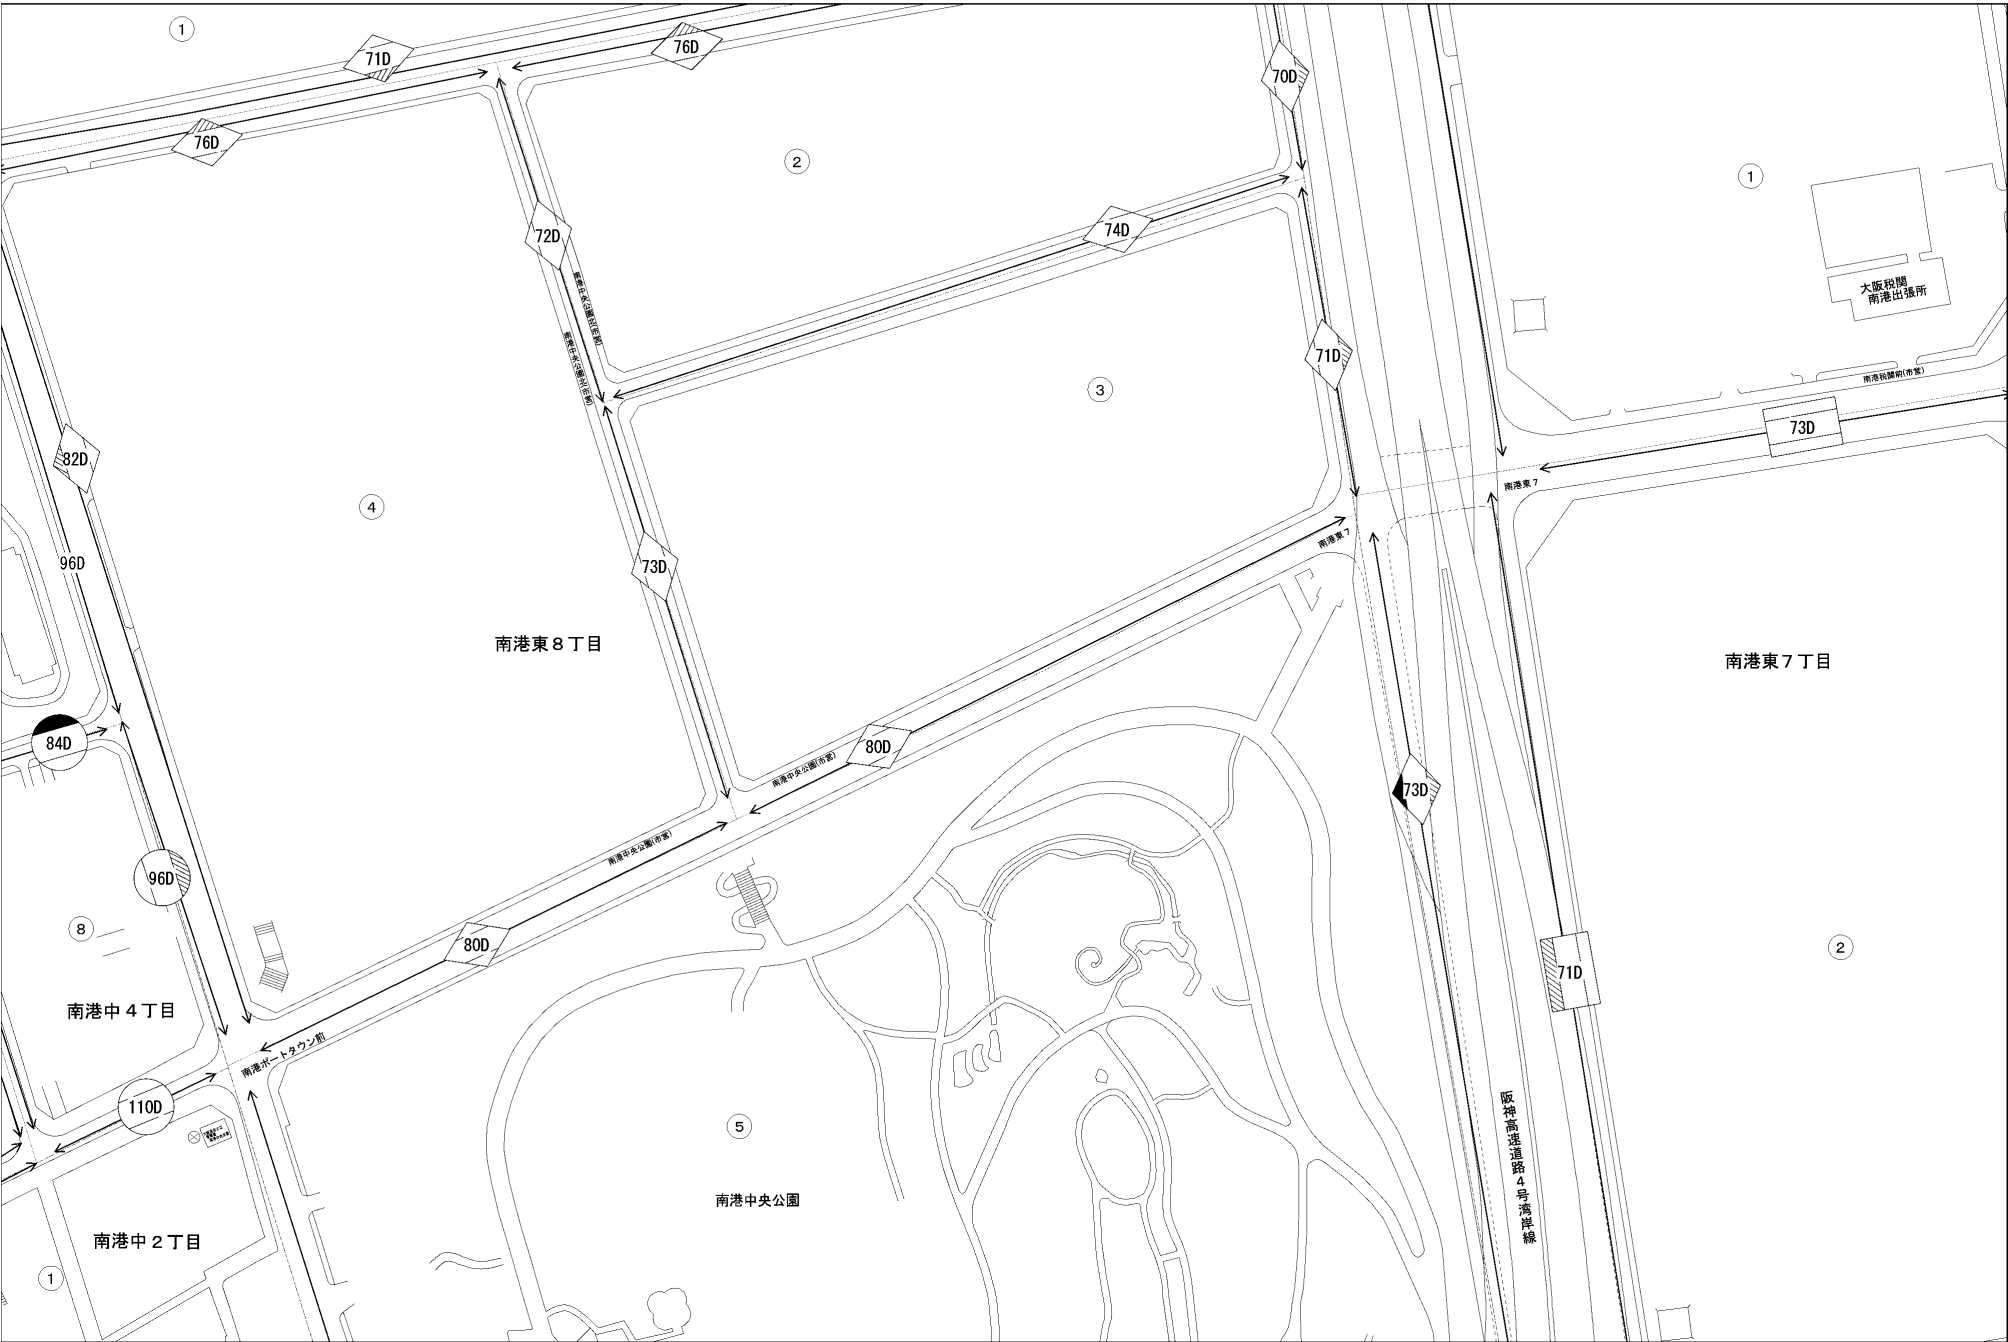 ①
71D
76D
70D
76D
②
①
72D
74D
大阪税関
南港出張所
南港中央公園北(市営)
南港中央公園北(市営)
71D
南港税関前(市営)
③
73D
82D
南港東7
④
南港東7
96D
73D
南港東8丁目
南港東7丁目
84D
80D
南港中央公園(市営)
73D
南港中央公園(市営)
96D
⑧
80D
②
71D
南港中4丁目
南港ポートタウン前
110D
⑤
阪神高速道路4号湾岸線
南港中央公園
南港中2丁目
①